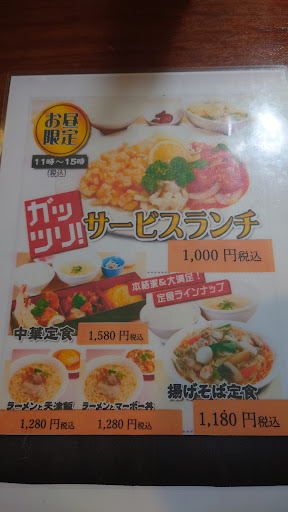 お昼
限定
11時～15時
(税込)
ガッ
ツリ!
サービスランチ
1,000 円税込
本格派&大満足!
定食ラインナップ
中華定食
1,580 円税込
揚げそば定食
1,180 円税込
ラーメンと天津飯
1,280 円税込
ラーメンとマーボー丼
1,280 円税込